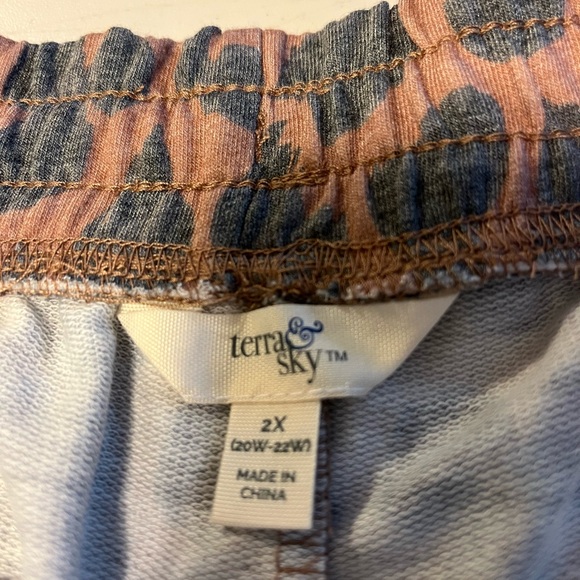 terra &
sky™
2X
(20W-22W)
MADE IN
CHINA